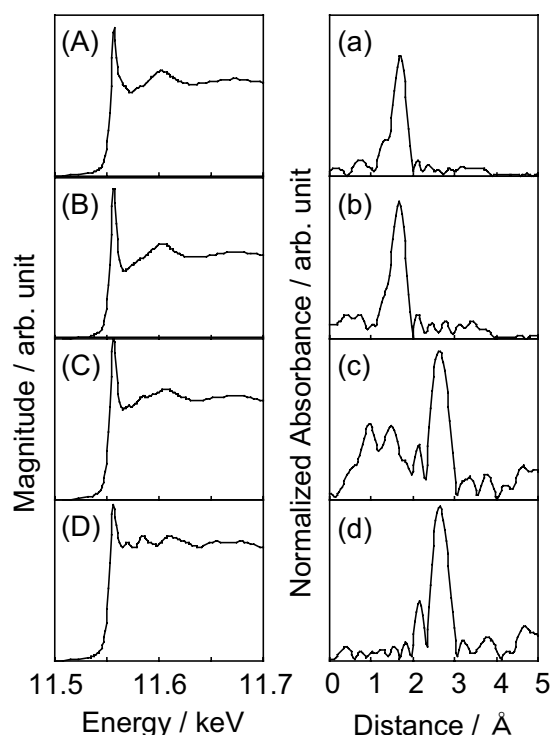 (A)
(a)
(B)
(b)
(C)
(c)
(D)
(d)
Magnitude / arb. unit
Normalized Absorbance / arb. unit
11.5 11.6 11.7
0 1 2 3 4 5
Energy / keV
Distance / Å